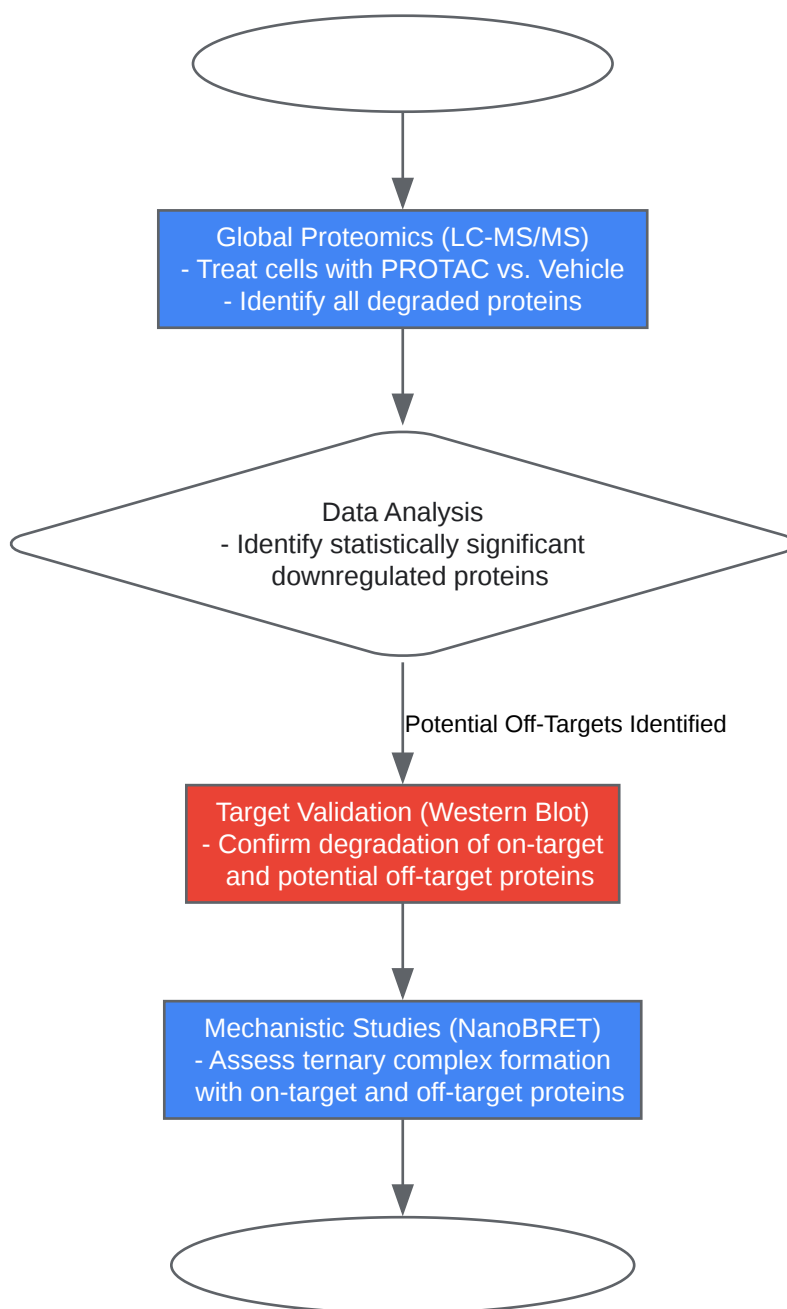 Global Proteomics (LC-MS/MS)
- Treat cells with PROTAC vs. Vehicle
- Identify all degraded proteins
Data Analysis
- Identify statistically significant
downregulated proteins
Potential Off-Targets Identified
Target Validation (Western Blot)
- Confirm degradation of on-target
and potential off-target proteins
Mechanistic Studies (NanoBRET)
- Assess ternary complex formation
with on-target and off-target proteins